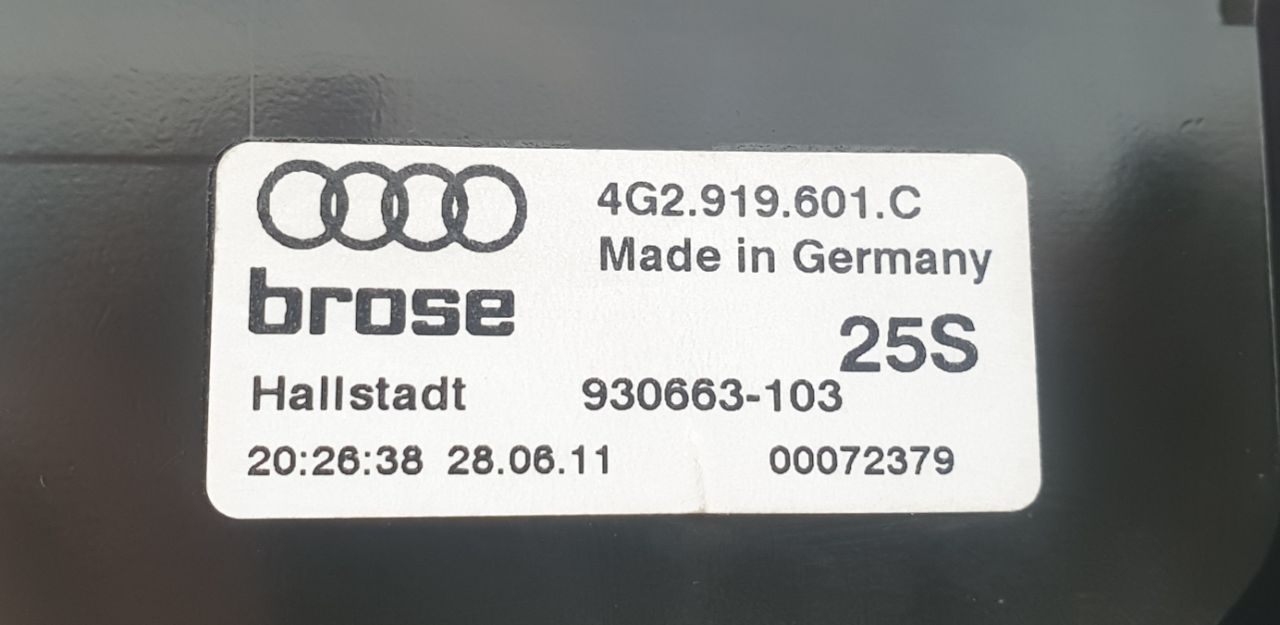 4G2.919.601.C
Made in Germany
brose
25S
Hallstadt 930663-103
20:26:38 28.06.11 00072379